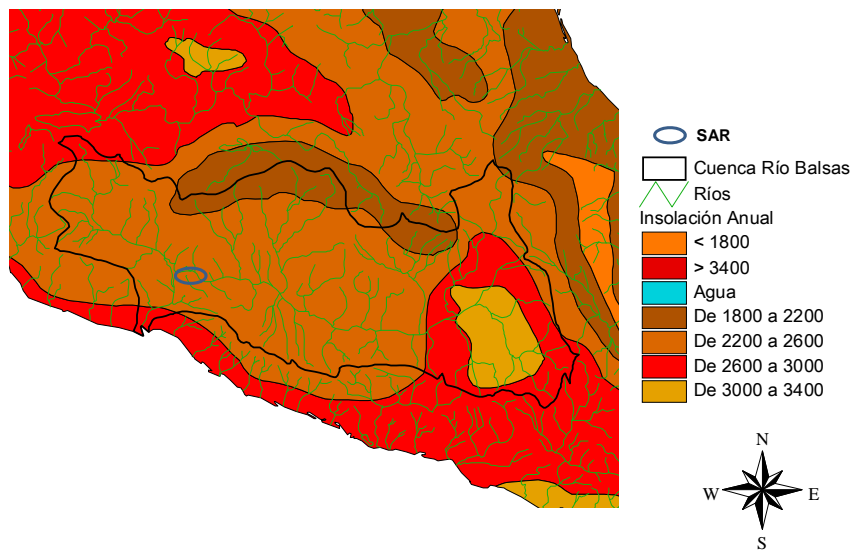 SAR
Cuenca Río Balsas
Ríos
Insolación Anual
< 1800
> 3400
Agua
De 1800 a 2200
De 2200 a 2600
De 2600 a 3000
De 3000 a 3400
N
W E
S